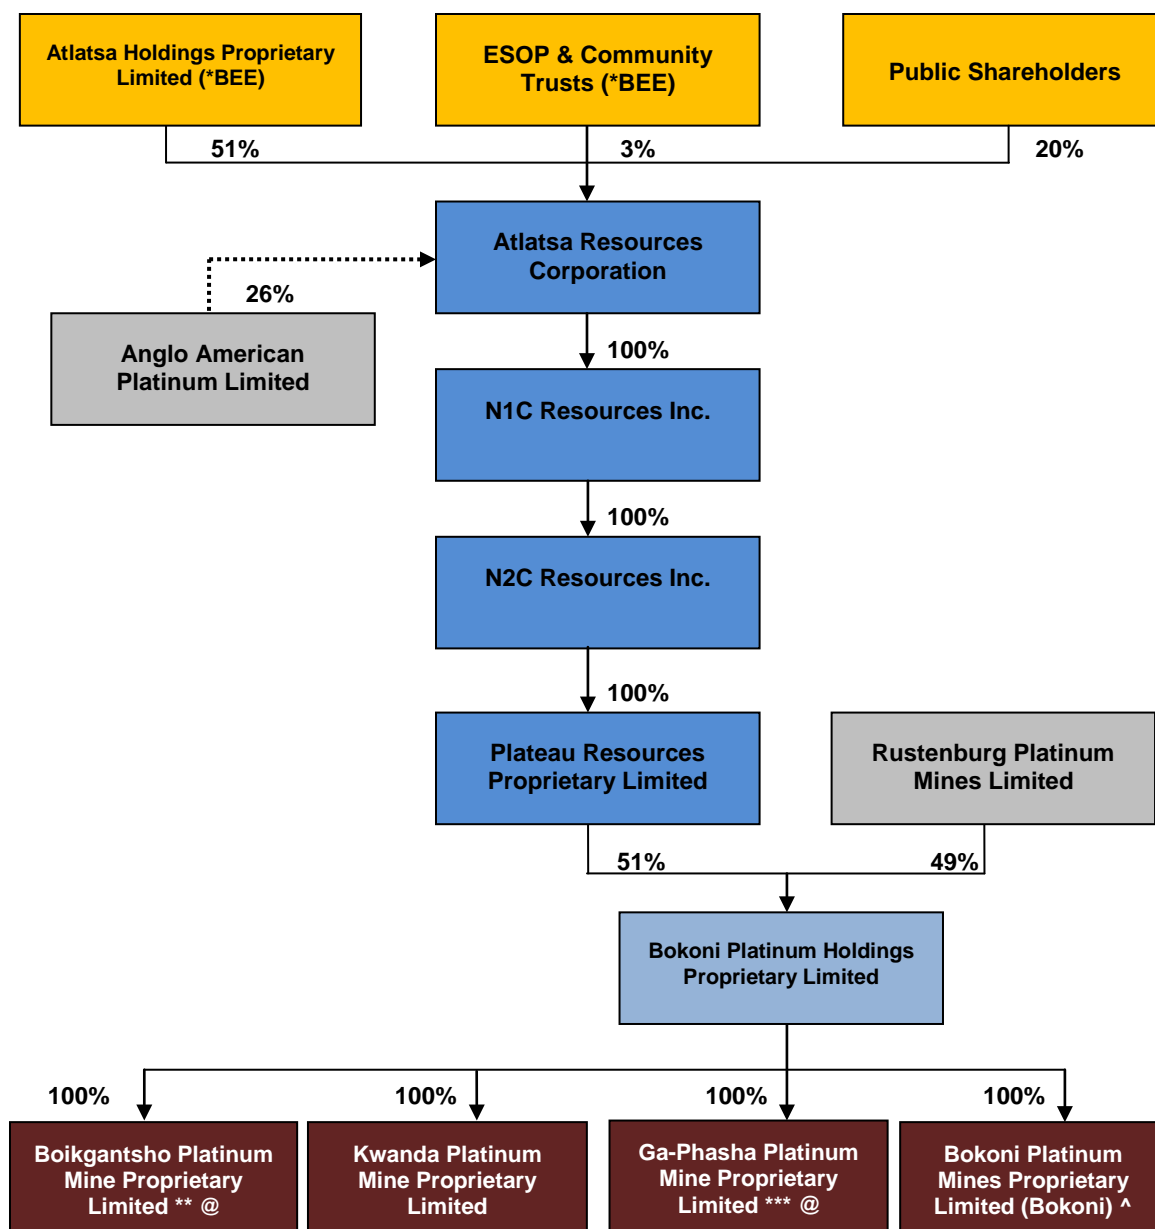 Atlatsa Holdings Proprietary
Limited (*BEE)
ESOP & Community
Trusts (*BEE)
Public Shareholders
51%
3%
20%
Atlatsa Resources
Corporation
26%
Anglo American
Platinum Limited
100%
N1C Resources Inc.
100%
N2C Resources Inc.
100%
Plateau Resources
Proprietary Limited
Rustenburg Platinum
Mines Limited
51%
49%
Bokoni Platinum Holdings
Proprietary Limited
100%
100%
100%
100%
Boikgantsho Platinum
Mine Proprietary
Limited ** @
Kwanda Platinum
Mine Proprietary
Limited
Ga-Phasha Platinum
Mine Proprietary
Limited *** @
Bokoni Platinum
Mines Proprietary
Limited (Bokoni) ^